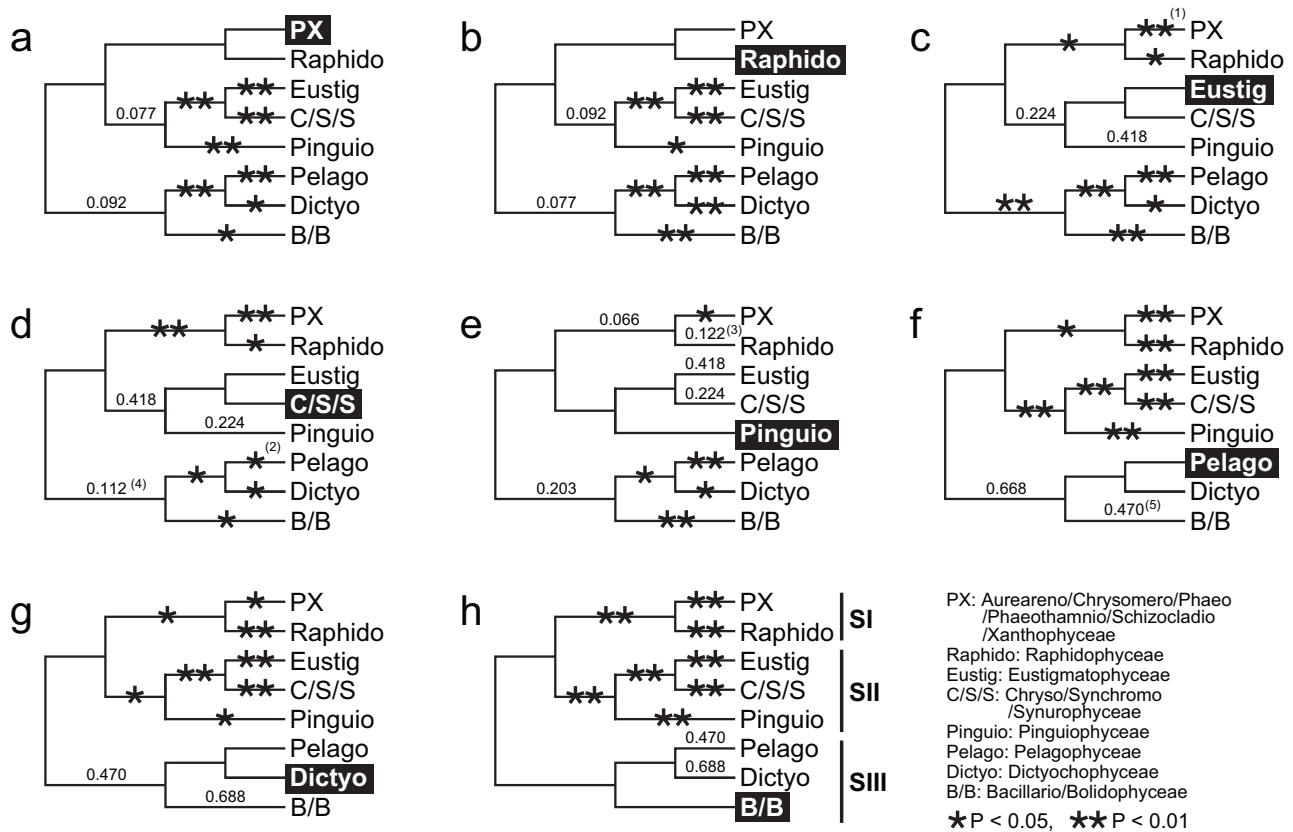 a
PX
Raphido
Eustig
0.077
C/S/S
Pinguio
Pelago
0.092
Dictyo
B/B
b
PX
Raphido
Eustig
0.092
C/S/S
Pinguio
Pelago
0.077
Dictyo
B/B
c
(1)
PX
Raphido
Eustig
0.224
C/S/S
0.418
Pinguio
Pelago
Dictyo
B/B
d
PX
Raphido
Eustig
0.418
C/S/S
0.224
Pinguio
(2)
Pelago
0.112 (4)
Dictyo
B/B
e
0.066
PX
0.122(3)
Raphido
0.418
Eustig
0.224
C/S/S
Pinguio
Pelago
0.203
Dictyo
B/B
f
PX
Raphido
Eustig
C/S/S
Pinguio
Pelago
0.668
Dictyo
0.470(5)
B/B
g
PX
Raphido
Eustig
C/S/S
Pinguio
Pelago
0.470
Dictyo
0.688
B/B
h
PX
Raphido
SI
Eustig
C/S/S
SII
Pinguio
0.470
Pelago
0.688
Dictyo
SIII
B/B
PX: Aureareno/Chrysomero/Phaeo
/Phaeothamnio/Schizocladio
/Xanthophyceae
Raphido: Raphidophyceae
Eustig: Eustigmatophyceae
C/S/S: Chryso/Synchromo
/Synurophyceae
Pinguio: Pinguiophyceae
Pelago: Pelagophyceae
Dictyo: Dictyochophyceae
B/B: Bacillario/Bolidophyceae
★ P < 0.05, ★★ P < 0.01